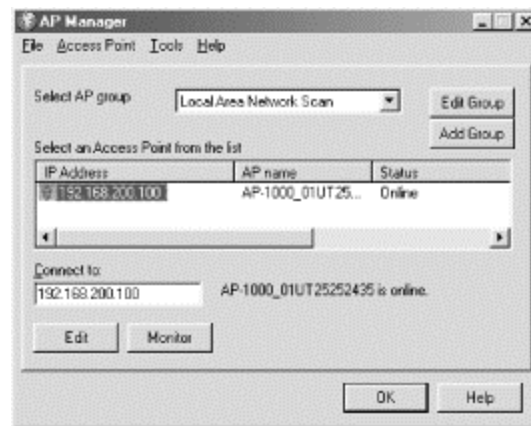 AP Manager
File Access Point Tools Help
Select AP group Local Area Network Scan Edit Group
Add Group
Select an Access Point from the list
IP Address AP name Status
192.168.200.100 AP-1000_01UT25... Online
Connect to:
192.168.200.100 AP-1000_01UT25252435 is online.
Edit Monitor
OK Help